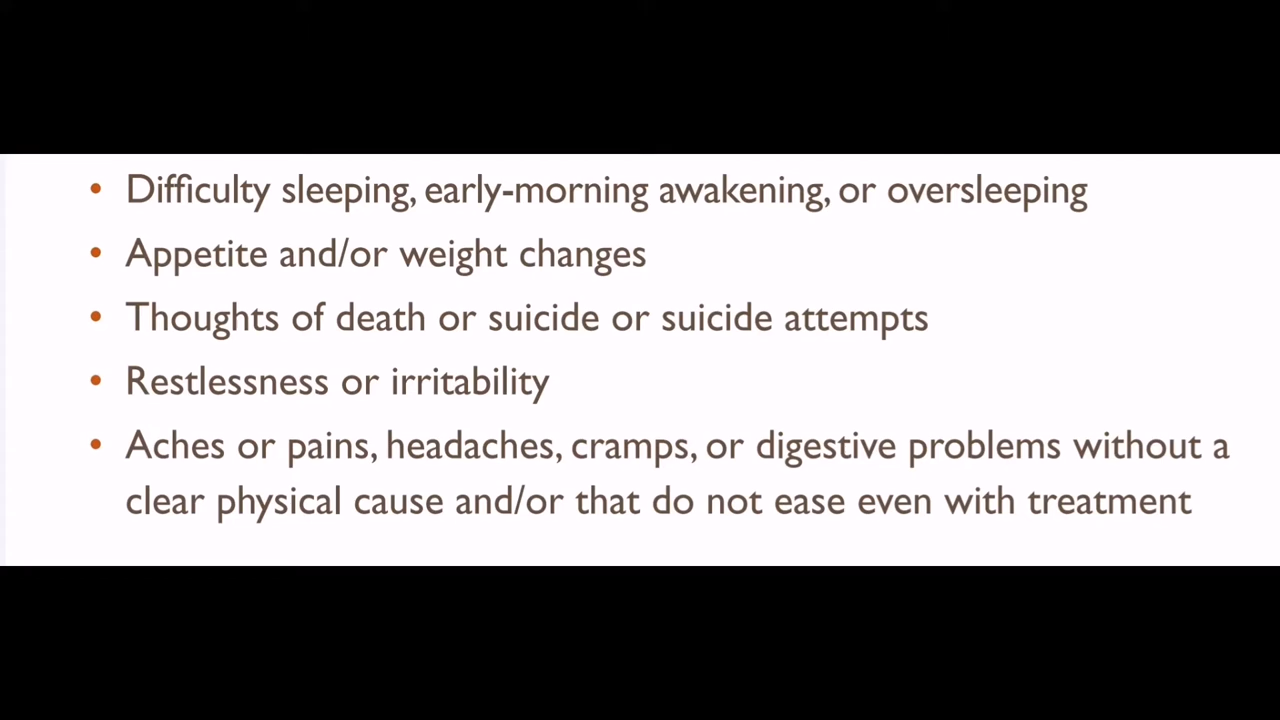 • Difficulty sleeping, early-morning awakening, or oversleeping
• Appetite and/or weight changes
• Thoughts of death or suicide or suicide attempts
• Restlessness or irritability
• Aches or pains, headaches, cramps, or digestive problems without a
clear physical cause and/or that do not ease even with treatment